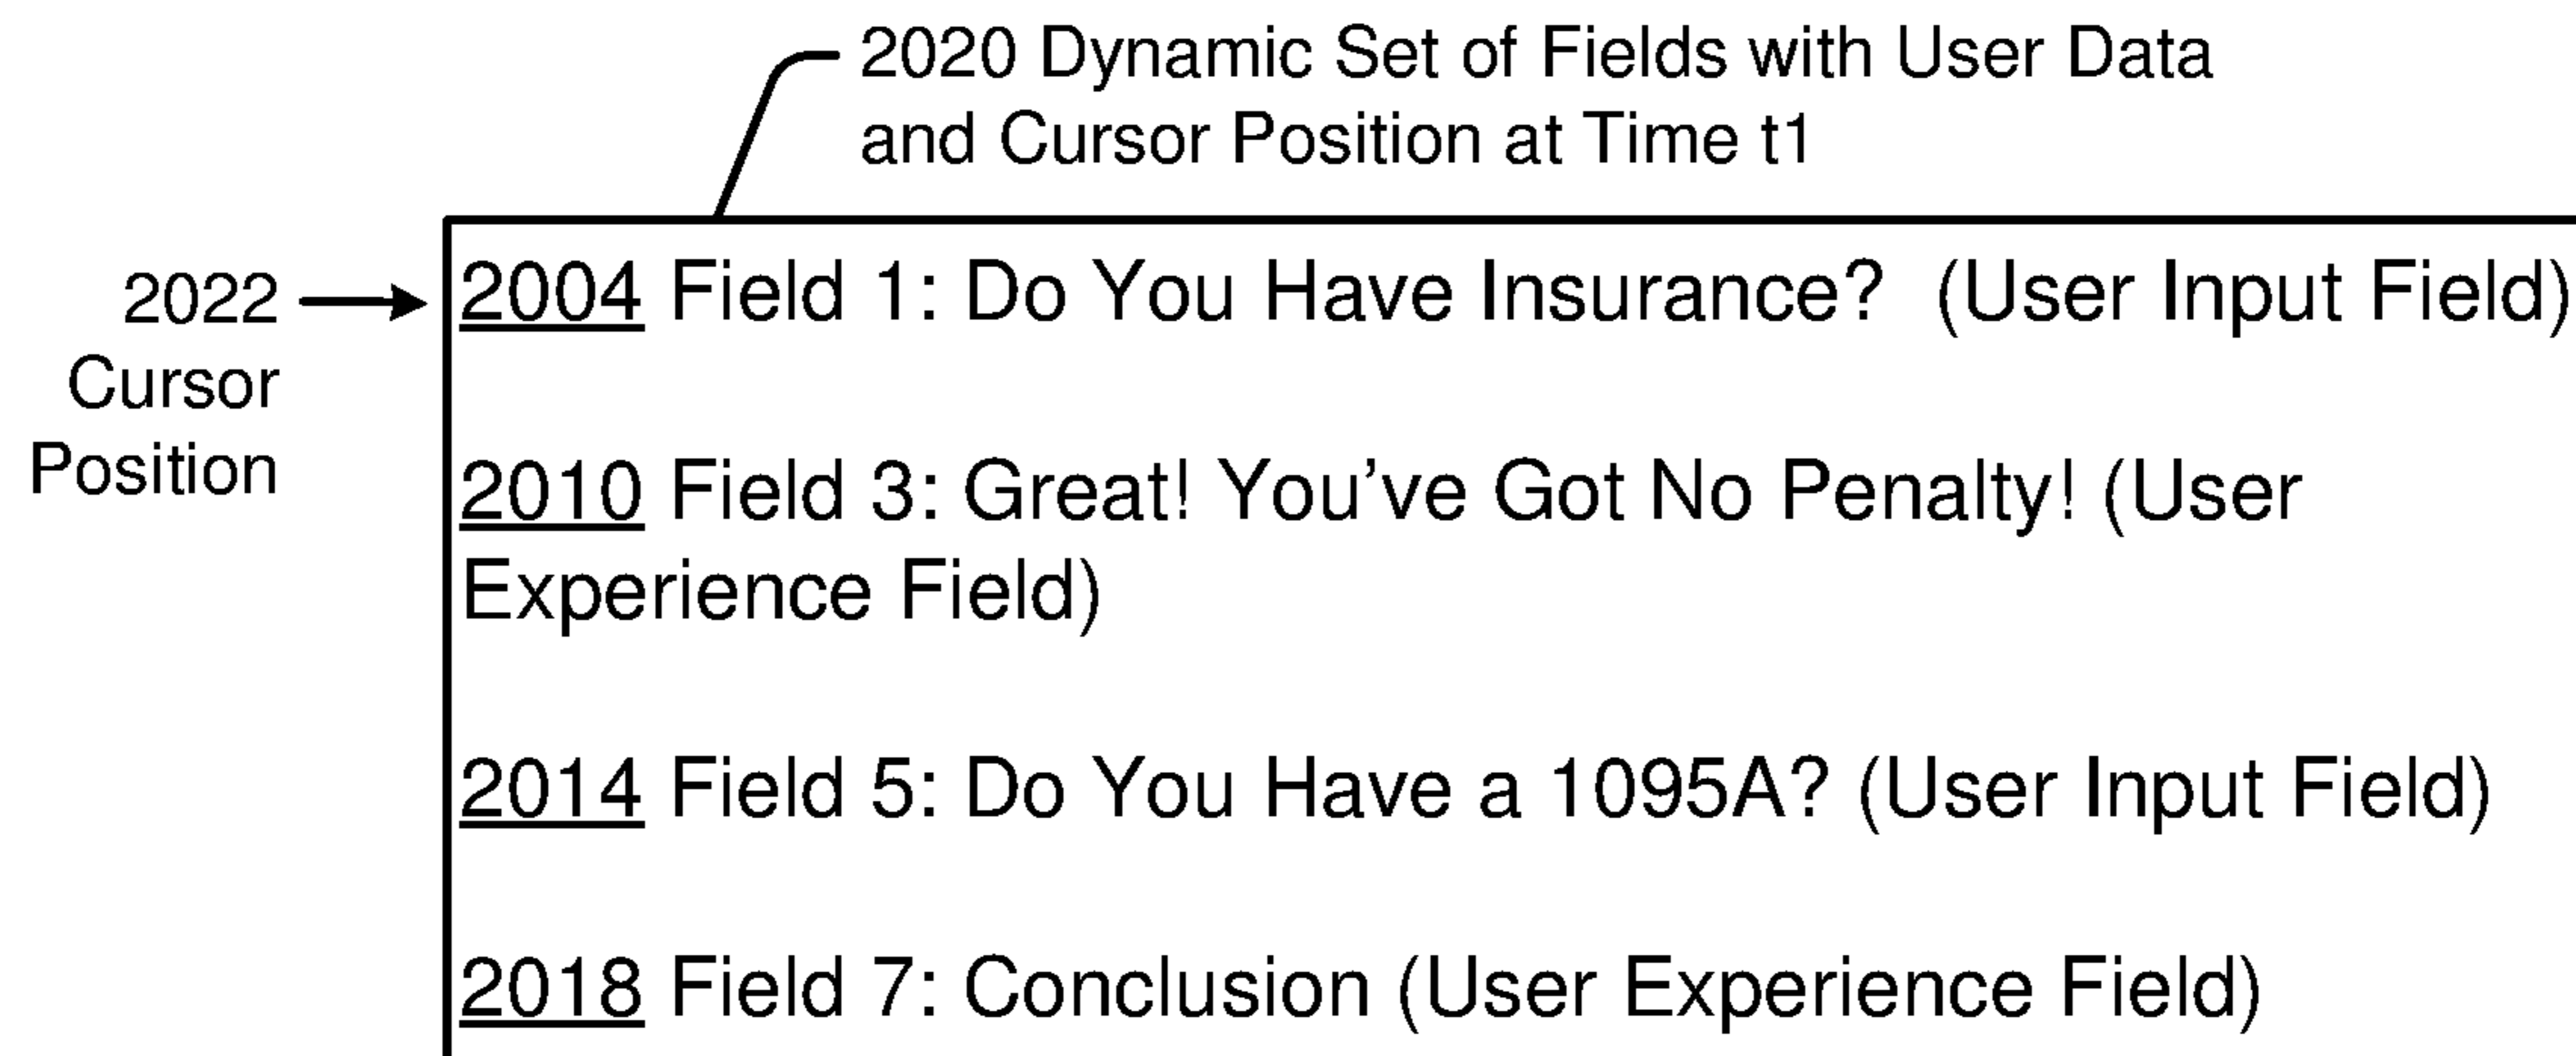 2020 Dynamic Set of Fields with User Data
and Cursor Position at Time t1
2022
Cursor
Position
2004 Field 1: Do You Have Insurance?  (User Input Field)
2010 Field 3: Great! You've Got No Penalty! (User
Experience Field)
2014 Field 5: Do You Have a 1095A? (User Input Field)
2018 Field 7: Conclusion (User Experience Field)